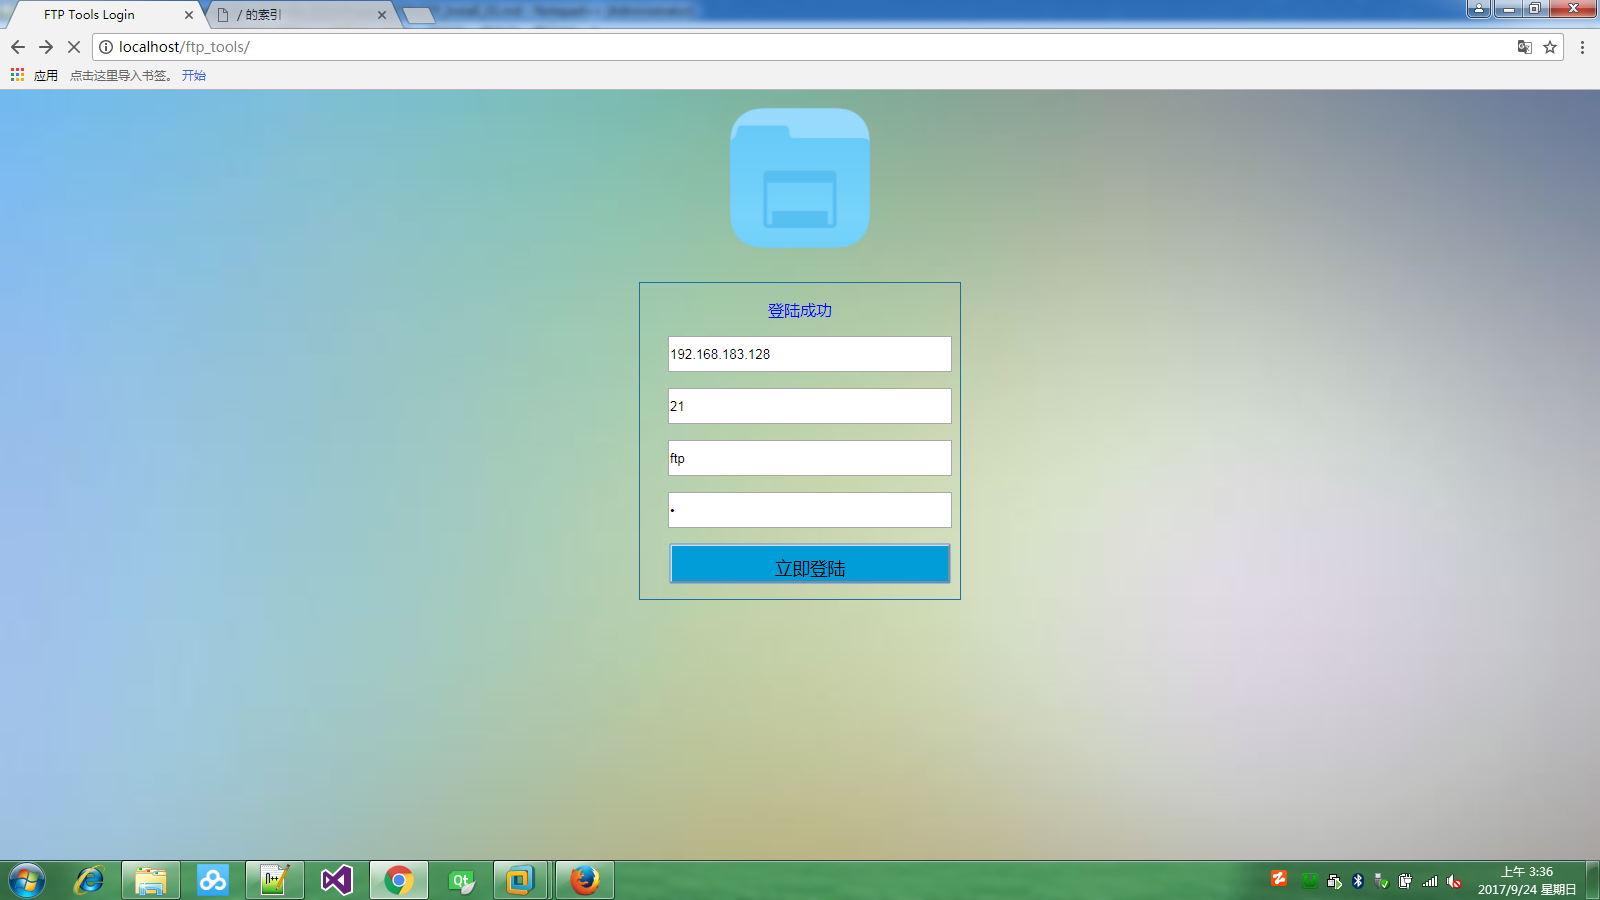 FTP Tools Login
/ 的索引
localhost/ftp_tools/
应用
点击这里导入书签。
开始
登陆成功
192.168.183.128
21
ftp
•
立即登陆
上午 3:36
2017/9/24 星期日